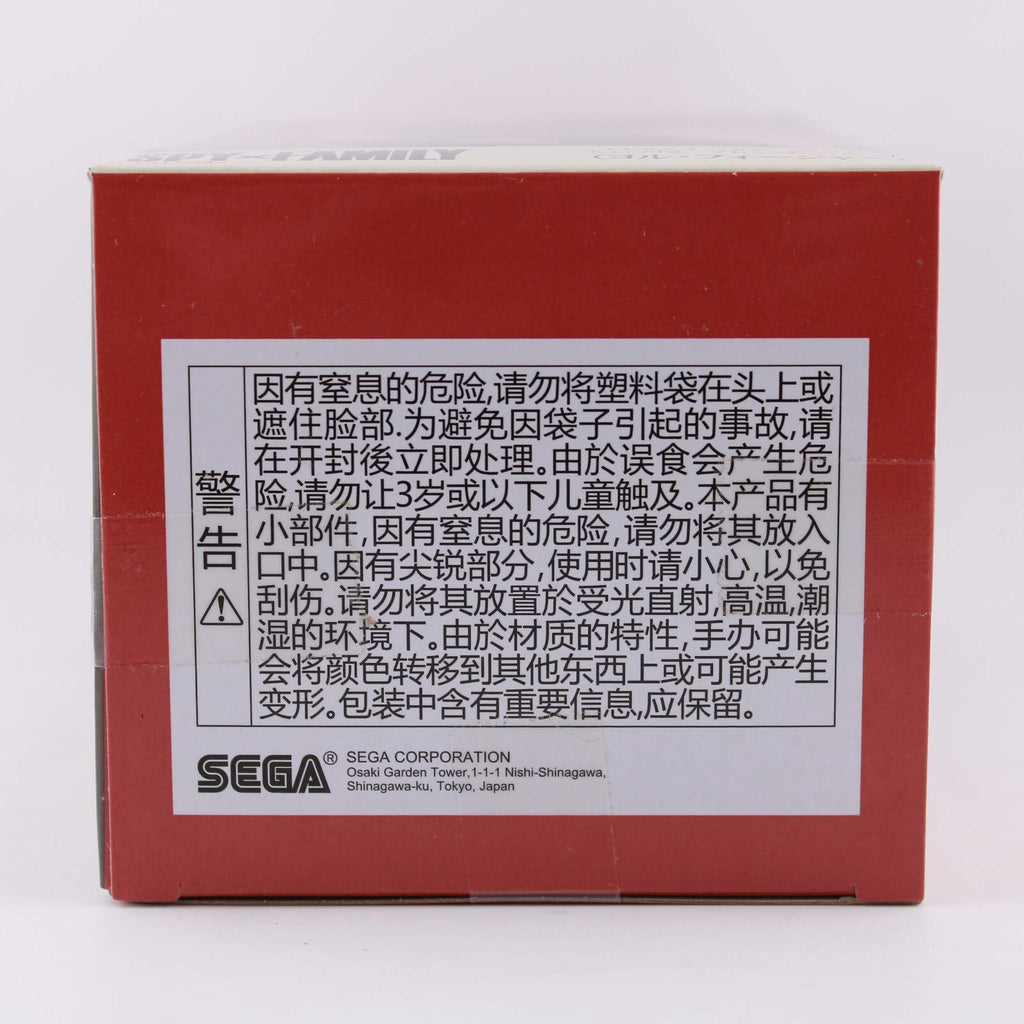 SPY×FAMILY
警告
因有窒息的危险,请勿将塑料袋在头上或
遮住脸部.为避免因袋子引起的事故,请
在开封後立即处理。由於误食会产生危
险,请勿让3岁或以下儿童触及。本产品有
小部件,因有窒息的危险,请勿将其放入
口中。因有尖锐部分,使用时请小心,以免
刮伤。请勿将其放置於受光直射,高温,潮
湿的环境下。由於材质的特性,手办可能
会将颜色转移到其他东西上或可能产生
变形。包装中含有重要信息,应保留。
SEGA®
SEGA CORPORATION
Osaki Garden Tower,1-1-1 Nishi-Shinagawa,
Shinagawa-ku, Tokyo, Japan